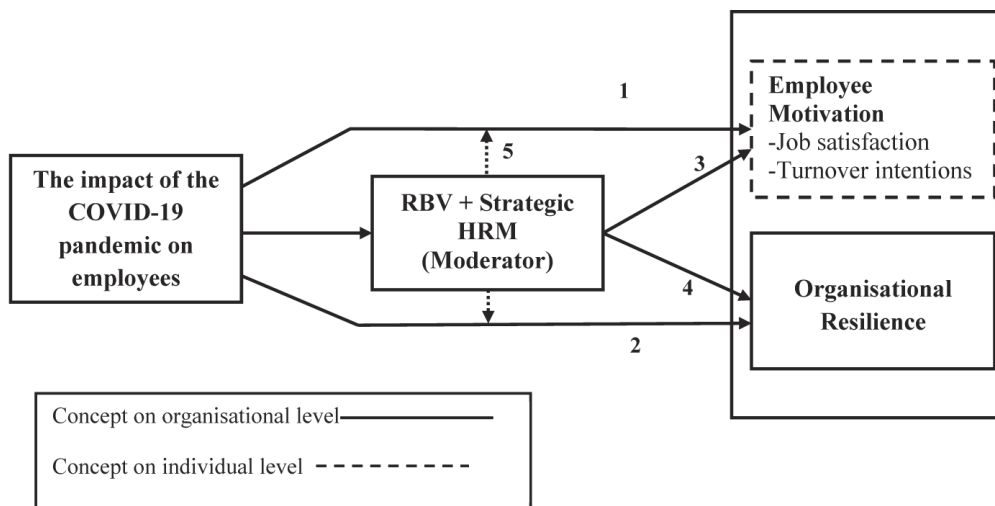 1
Employee
Motivation
-Job satisfaction
-Turnover intentions
5
3
The impact of the
COVID-19
pandemic on
employees
RBV + Strategic
HRM
(Moderator)
4
Organisational
Resilience
2
Concept on organisational level
Concept on individual level